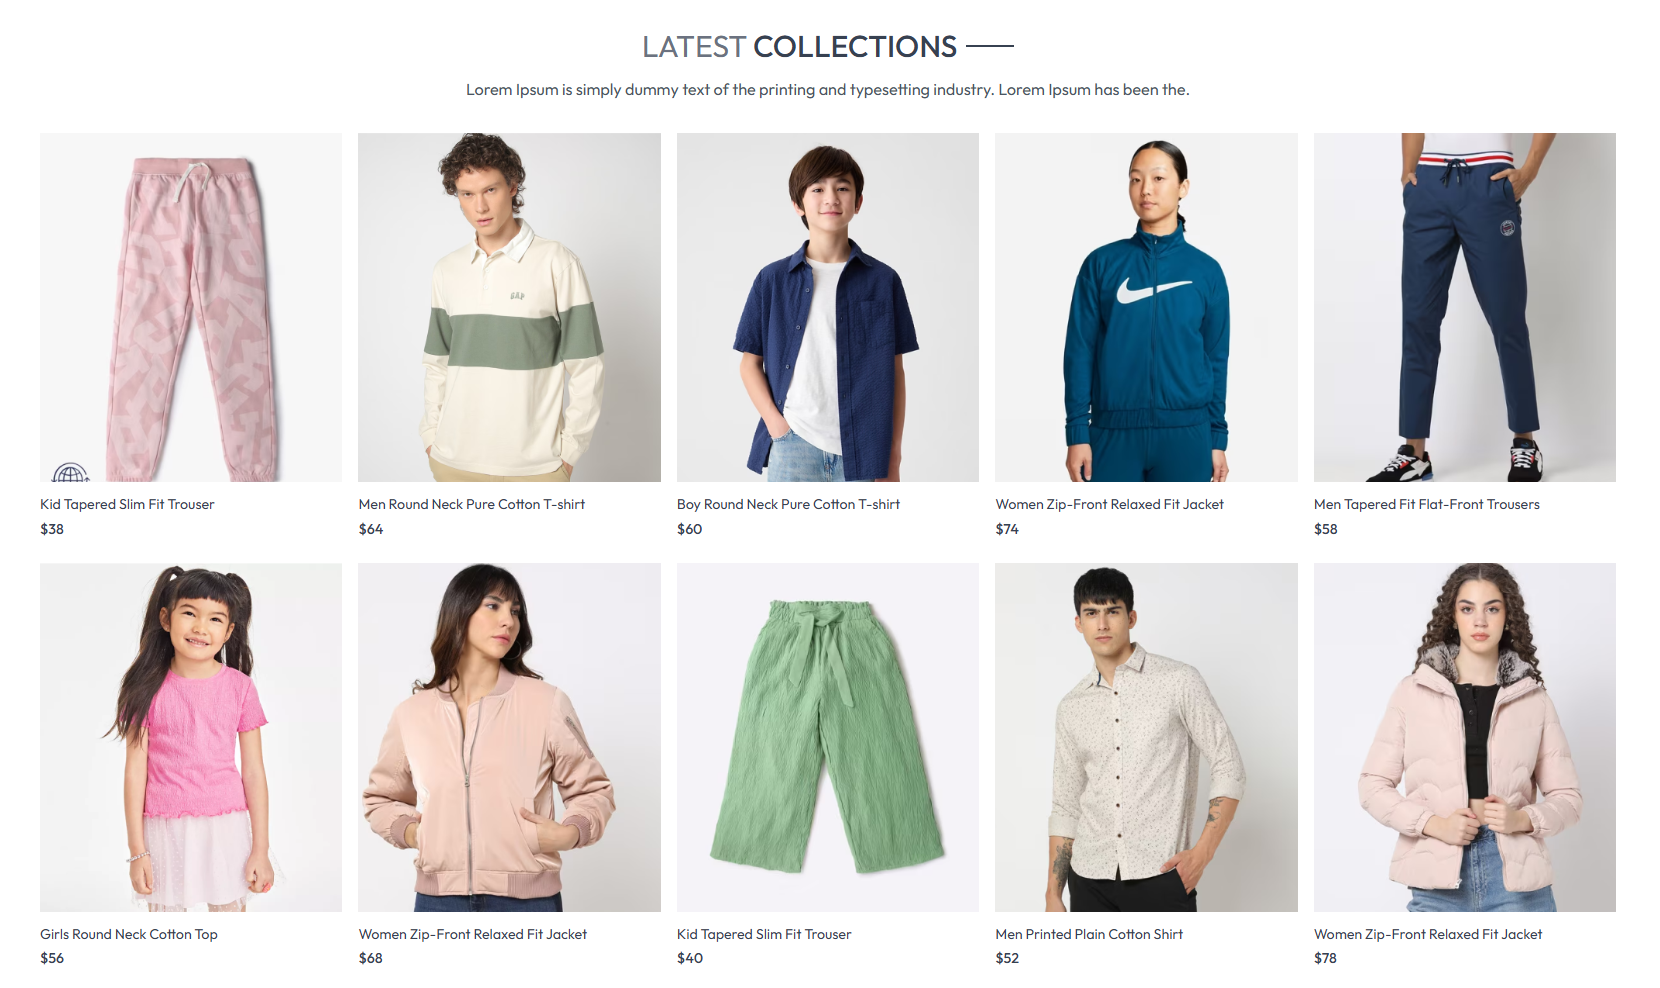 LATEST COLLECTIONS
Lorem Ipsum is simply dummy text of the printing and typesetting industry. Lorem Ipsum has been the.
GAP
Kid Tapered Slim Fit Trouser
$38
Men Round Neck Pure Cotton T-shirt
$64
Boy Round Neck Pure Cotton T-shirt
$60
Women Zip-Front Relaxed Fit Jacket
$74
Men Tapered Fit Flat-Front Trousers
$58
Girls Round Neck Cotton Top
$56
Women Zip-Front Relaxed Fit Jacket
$68
Kid Tapered Slim Fit Trouser
$40
Men Printed Plain Cotton Shirt
$52
Women Zip-Front Relaxed Fit Jacket
$78